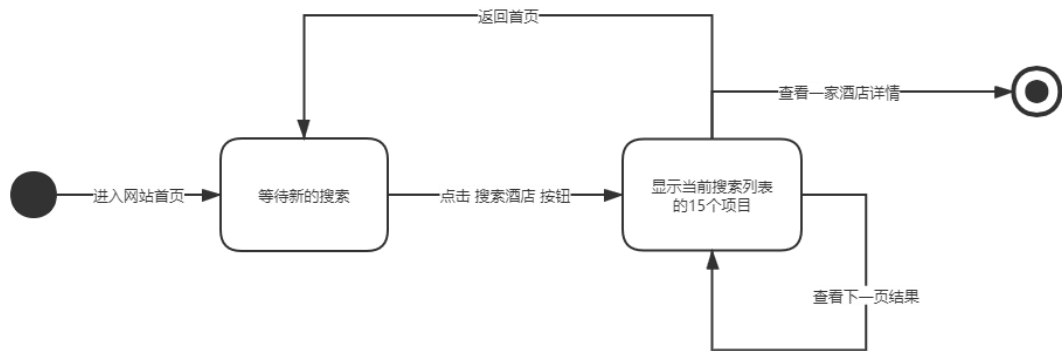 返回首页
查看一家酒店详情
进入网站首页
等待新的搜索
点击 搜索酒店 按钮
显示当前搜索列表
的15个项目
查看下一页结果